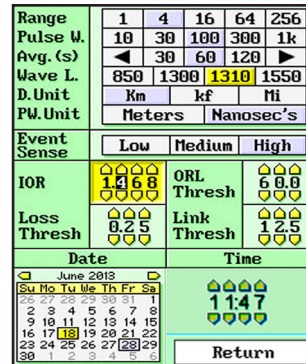 Range 1 4 16 64 256
Pulse W. 10 30 100 300 1k
Avg.(s) ◀ 30 60 120 ▶
Wave L. 850 1300 1310 1550
D.Unit Km kf Mi
PW.Unit Meters Nanosec's
Event Sense Low Medium High
IOR 1.468
ORL Thresh 60.0
Loss Thresh 0.25
Link Thresh 12.5
Date Time
June 2013
Su Mo Tu We Th Fr Sa
26 27 28 29 30 31 1
2 3 4 5 6 7 8
9 10 11 12 13 14 15
16 17 18 19 20 21 22
23 24 25 26 27 28 29
30 1 2 3 4 5 6
11:47
Return